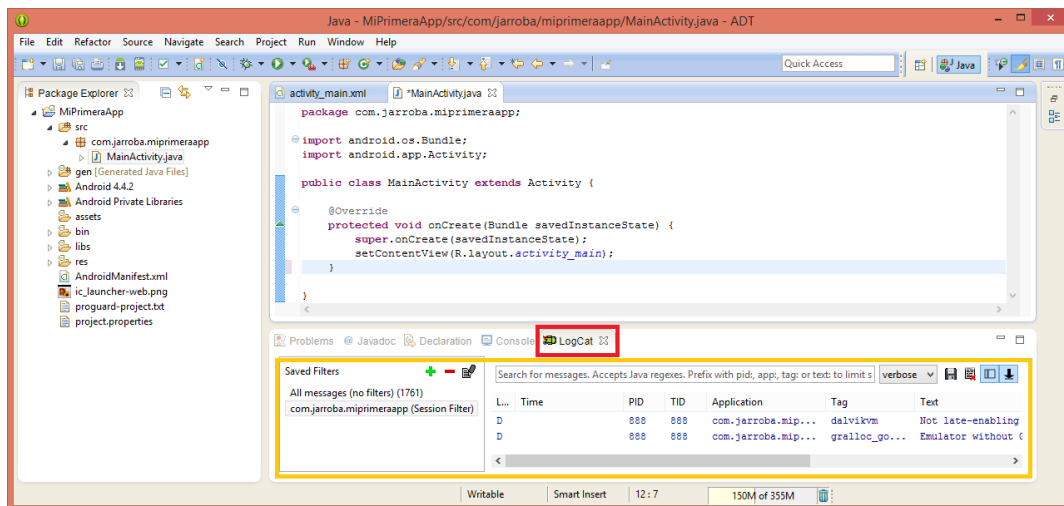 Java - MiPrimeraApp/src/com/jarroba/miprimeraapp/MainActivity.java - ADT
File Edit Refactor Source Navigate Search Project Run Window Help
Quick Access Java
Package Explorer
MiPrimeraApp
src
com.jarroba.miprimeraapp
MainActivity.java
gen [Generated Java Files]
Android 4.4.2
Android Private Libraries
assets
bin
libs
res
AndroidManifest.xml
ic_launcher-web.png
proguard-project.txt
project.properties
activity_main.xml *MainActivity.java
package com.jarroba.miprimeraapp;
import android.os.Bundle;
import android.app.Activity;
public class MainActivity extends Activity {
@Override
protected void onCreate(Bundle savedInstanceState) {
super.onCreate(savedInstanceState);
setContentView(R.layout.activity_main);
}
}
Problems @ Javadoc Declaration Console LogCat
Saved Filters
All messages (no filters) (1761)
com.jarroba.miprimeraapp (Session Filter)
Search for messages. Accepts Java regexes. Prefix with pid:, app:, tag: or text: to limit s verbose
L... Time PID TID Application Tag Text
D 888 888 com.jarroba.mip... dalvikvm Not late-enabling
D 888 888 com.jarroba.mip... gralloc_go... Emulator without
Writable Smart Insert 12 : 7 150M of 355M